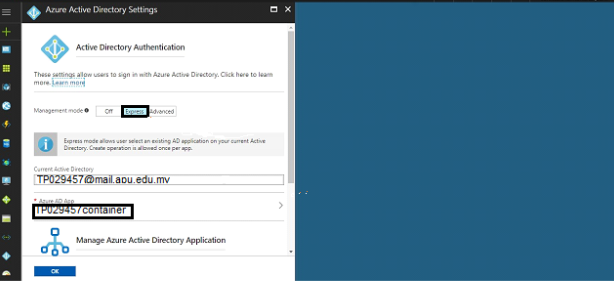 Azure Active Directory Settings
Active Directory Authentication
These settings allow users to sign in with Azure Active Directory. Click here to learn
more. Learn more
Management mode Off Express Advanced
Express mode allows user select an existing AD application on your current Active
Directory. Create operation is allowed once per app.
Current Active Directory
TP029457@mail.apu.edu.my
* Azure AD App
TP029457container
Manage Azure Active Directory Application
OK